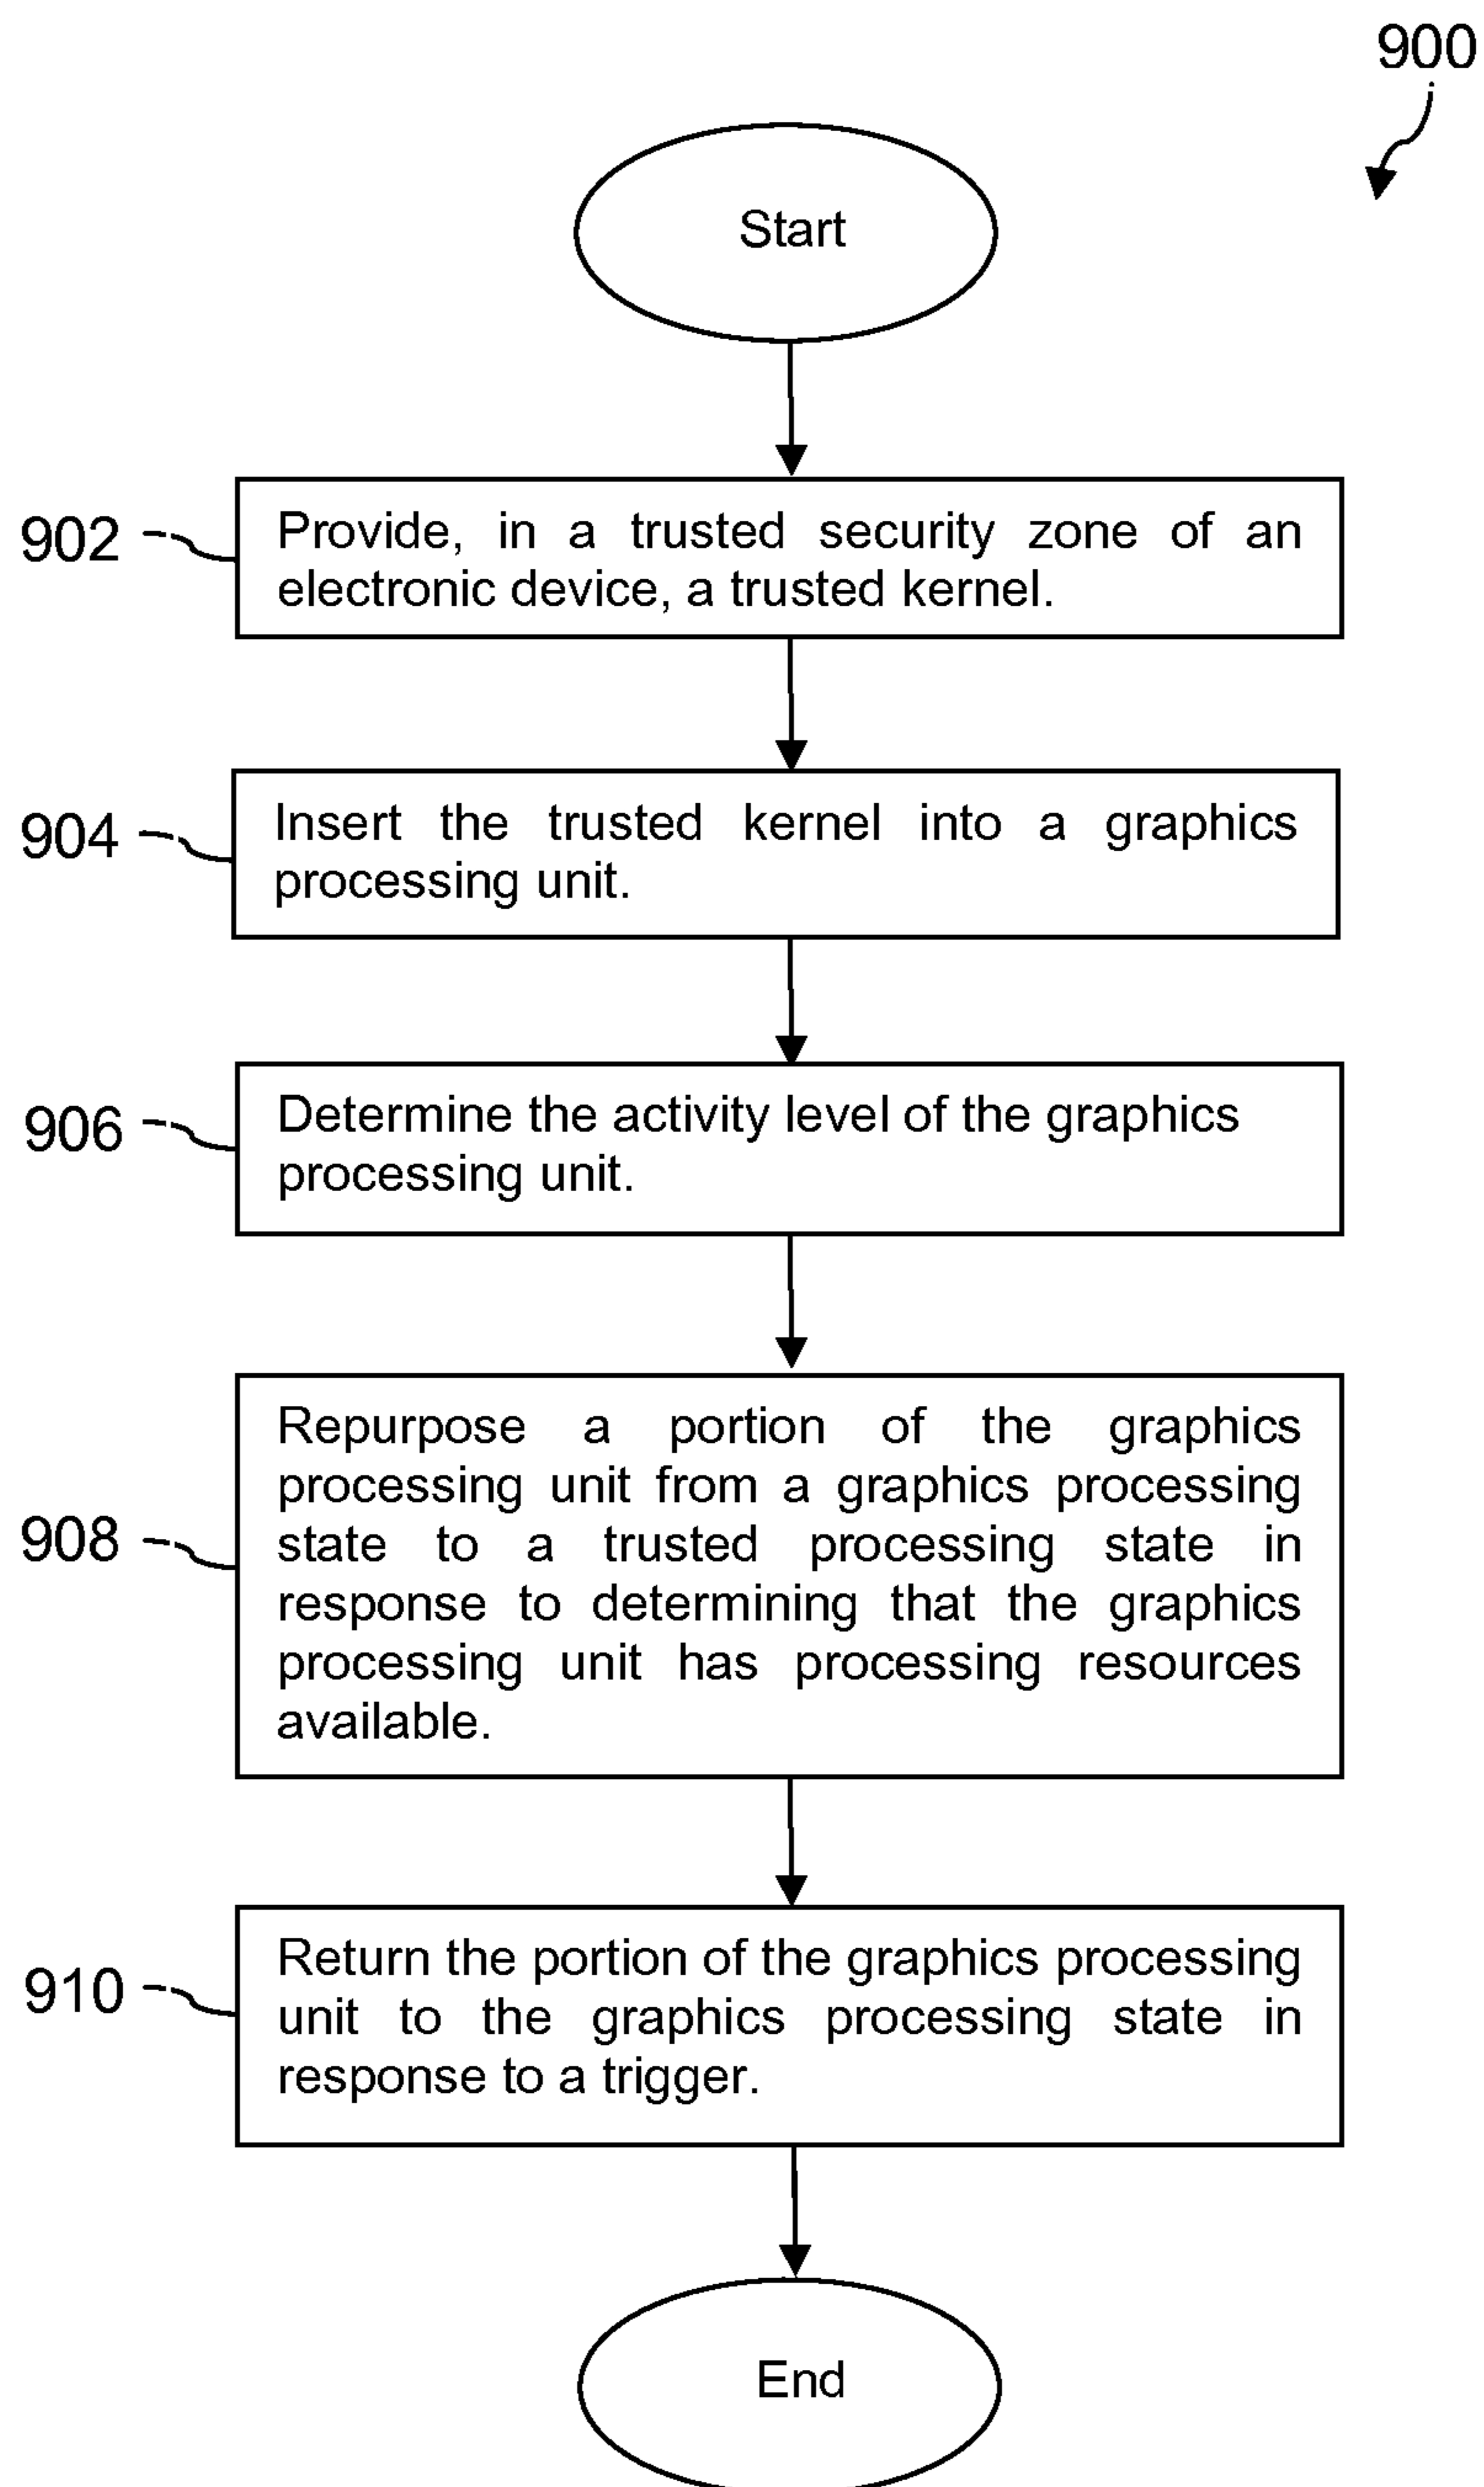 900
Start
902
Provide, in a trusted security zone of an
electronic device, a trusted kernel.
904
Insert the trusted kernel into a graphics
processing unit.
906
Determine the activity level of the graphics
processing unit.
908
Repurpose a portion of the graphics
processing unit from a graphics processing
state to a trusted processing state in
response to determining that the graphics
processing unit has processing resources
available.
910
Return the portion of the graphics processing
unit to the graphics processing state in
response to a trigger.
End